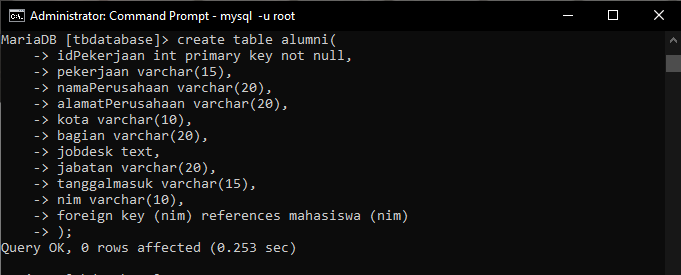 Administrator: Command Prompt - mysql -u root
MariaDB [tbdatabase]> create table alumni(
-> idPekerjaan int primary key not null,
-> pekerjaan varchar(15),
-> namaPerusahaan varchar(20),
-> alamatPerusahaan varchar(20),
-> kota varchar(10),
-> bagian varchar(20),
-> jobdesk text,
-> jabatan varchar(20),
-> tanggalmasuk varchar(15),
-> nim varchar(10),
-> foreign key (nim) references mahasiswa (nim)
-> );
Query OK, 0 rows affected (0.253 sec)